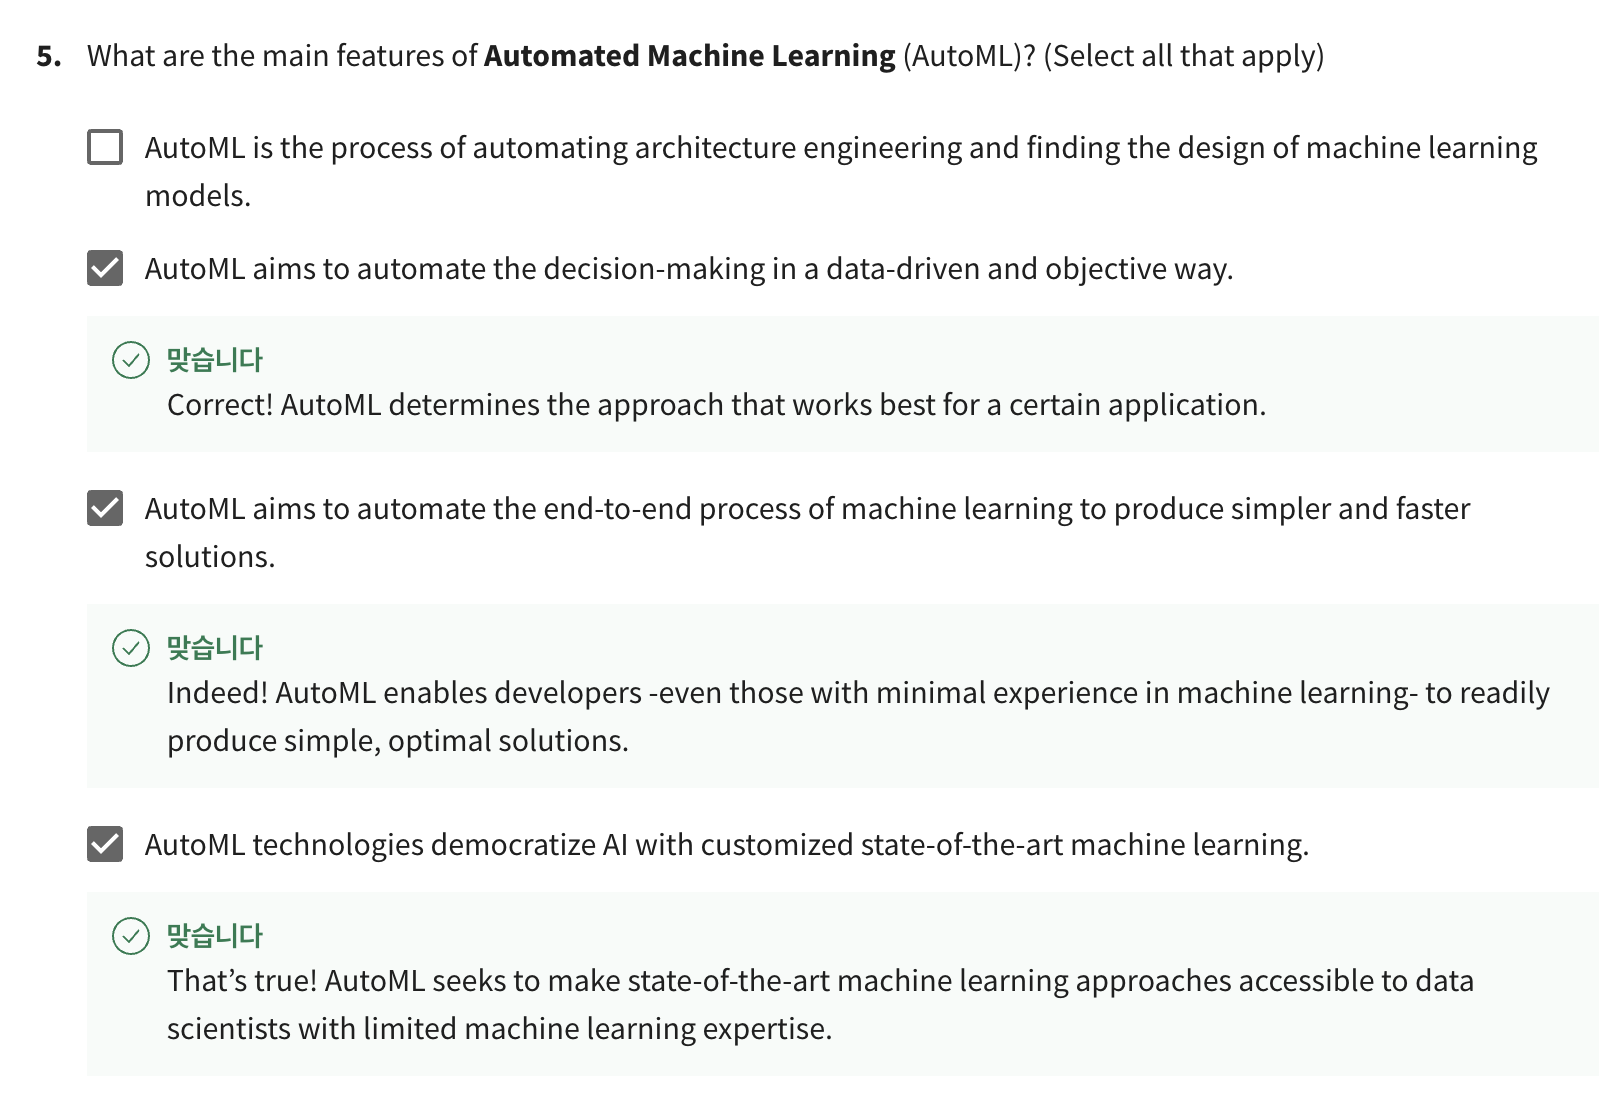 5. What are the main features of Automated Machine Learning (AutoML)? (Select all that apply)
AutoML is the process of automating architecture engineering and finding the design of machine learning
models.
AutoML aims to automate the decision-making in a data-driven and objective way.
맞습니다
Correct! AutoML determines the approach that works best for a certain application.
AutoML aims to automate the end-to-end process of machine learning to produce simpler and faster
solutions.
맞습니다
Indeed! AutoML enables developers -even those with minimal experience in machine learning- to readily
produce simple, optimal solutions.
AutoML technologies democratize AI with customized state-of-the-art machine learning.
맞습니다
That’s true! AutoML seeks to make state-of-the-art machine learning approaches accessible to data
scientists with limited machine learning expertise.